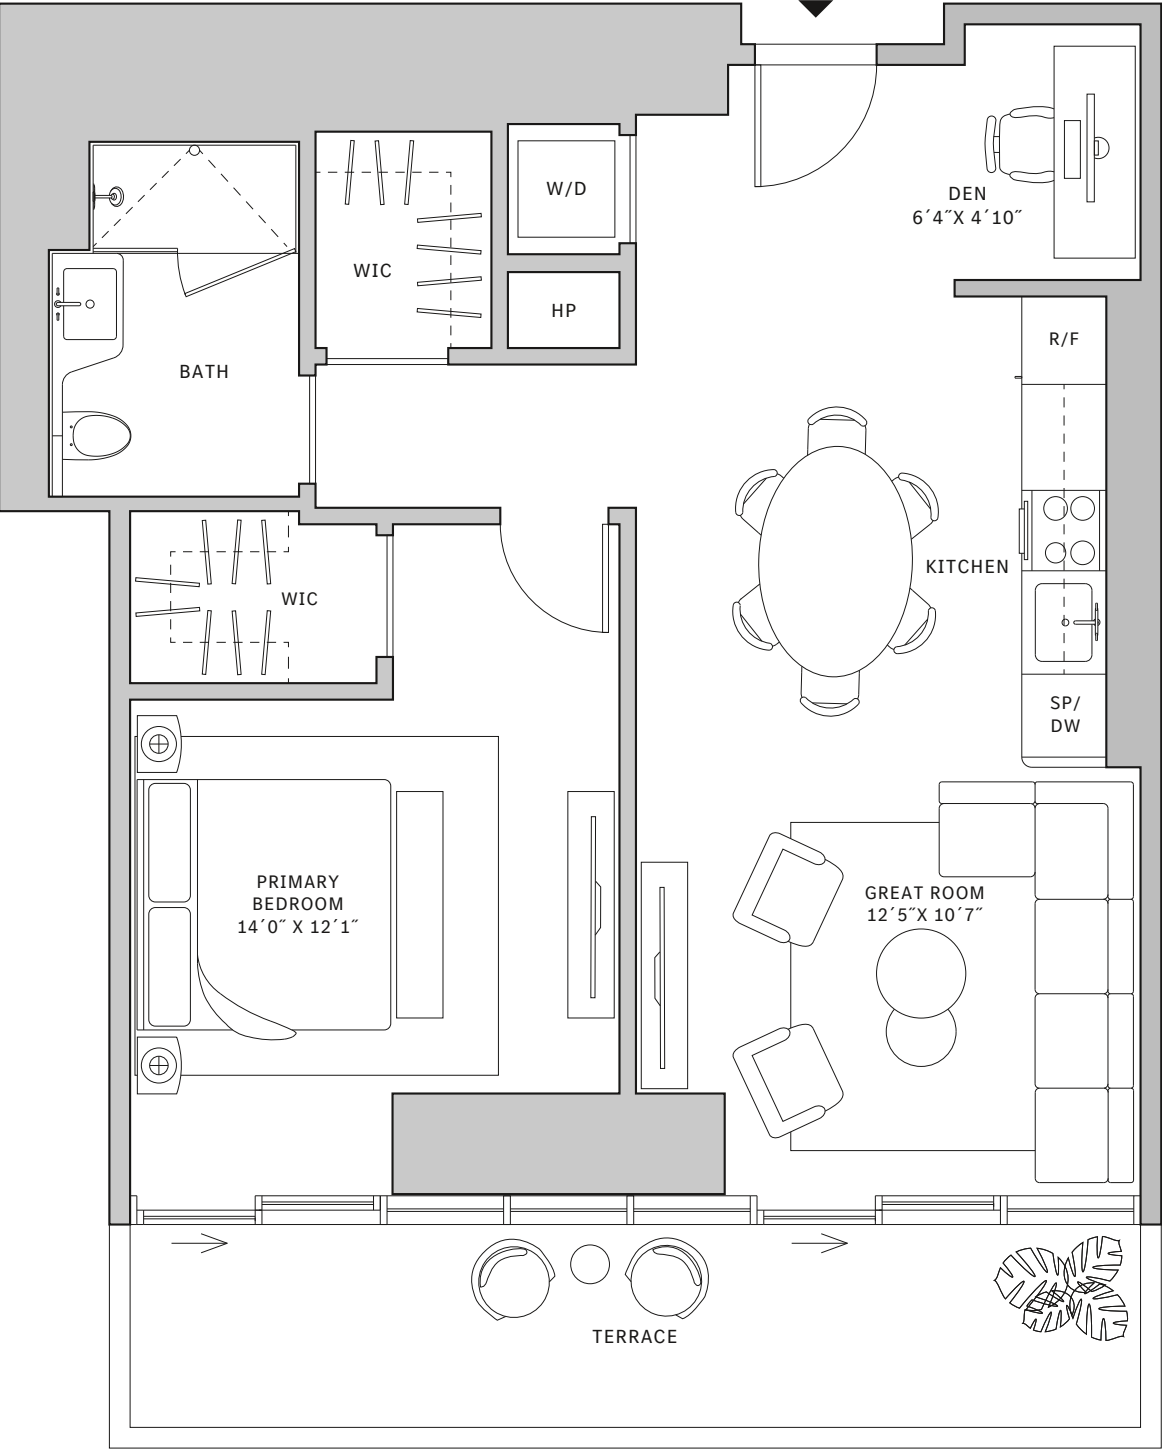 W/D
DEN
6´4˝X 4´10˝
WIC
HP
R/F
BATH
KITCHEN
WIC
SP/
DW
PRIMARY
BEDROOM
14´0˝ X 12´1˝
GREAT ROOM
12´5˝X 10´7˝
TERRACE